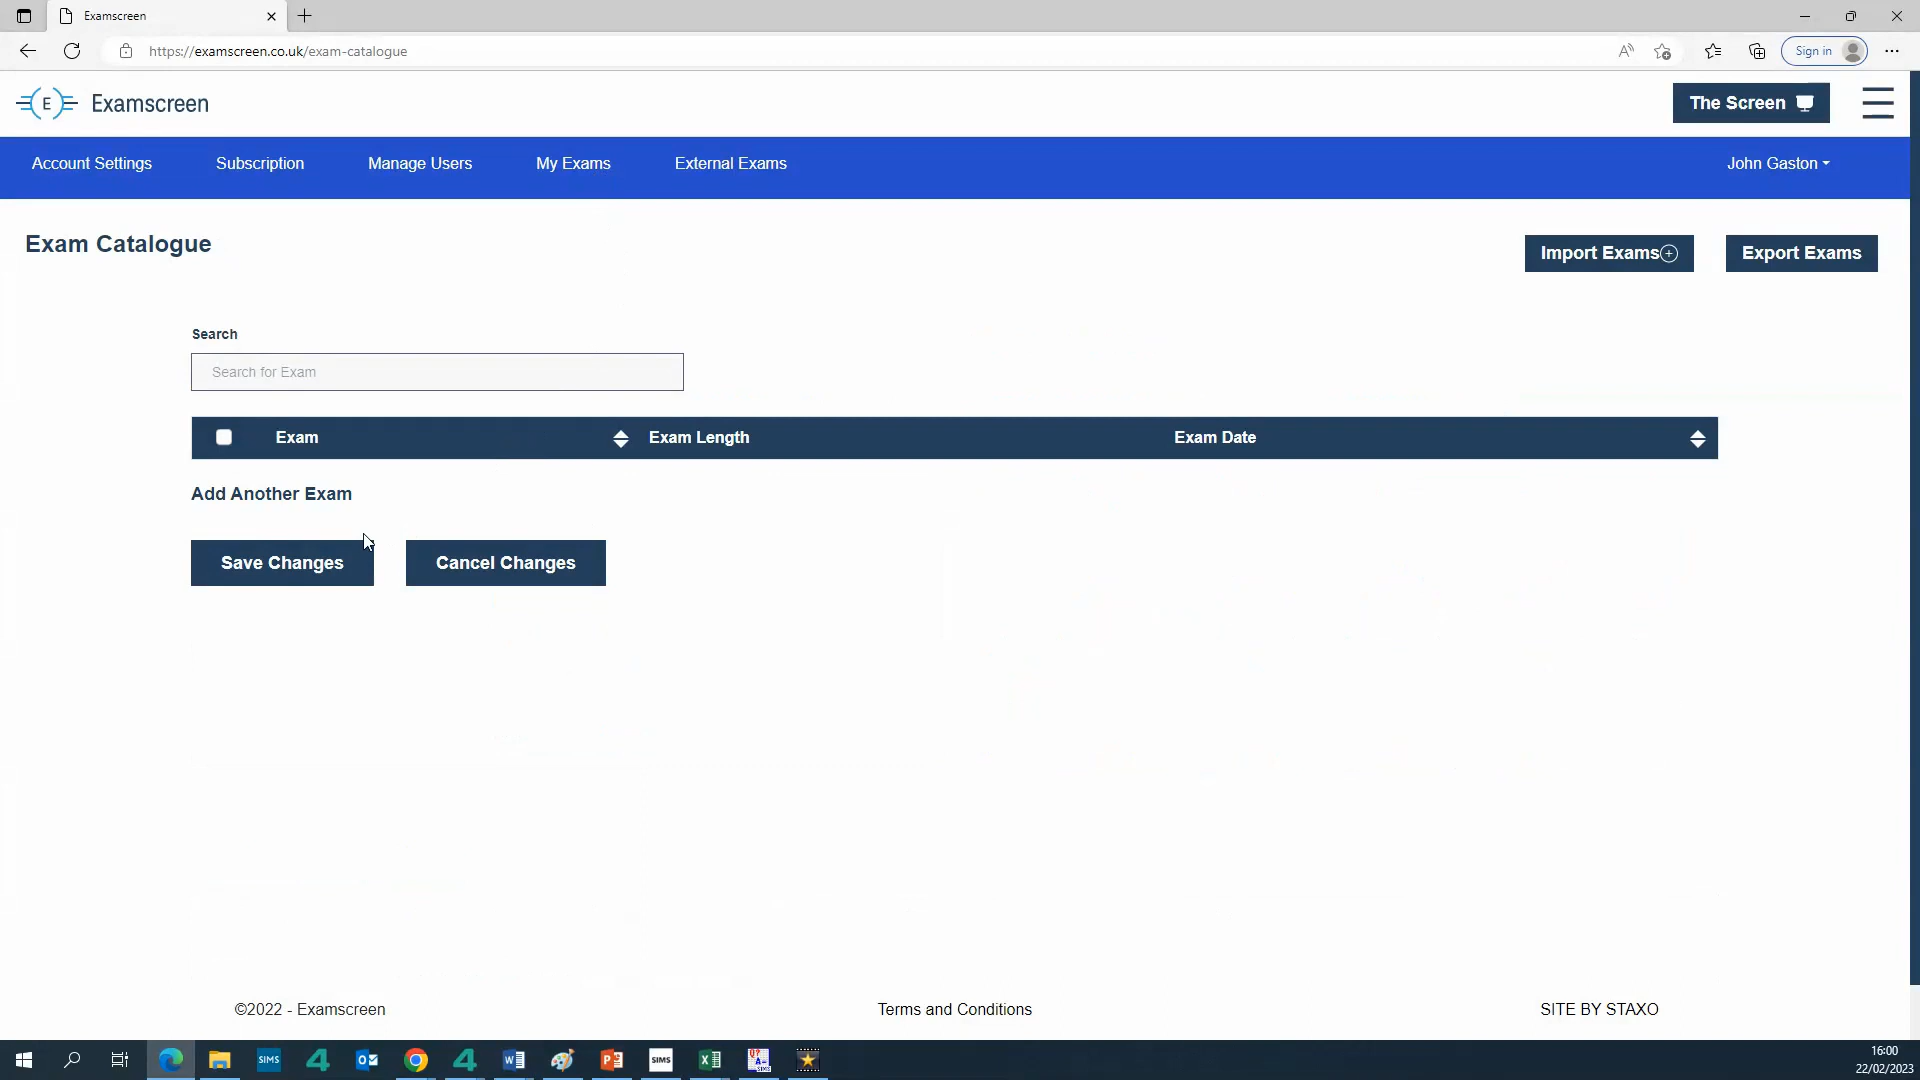 Examscreen
https://examscreen.co.uk/exam-catalogue
Sign in
E Examscreen
The Screen
Account Settings Subscription Manage Users My Exams External Exams John Gaston
Exam Catalogue
Import Exams Export Exams
Search
Search for Exam
Exam Exam Length Exam Date
Add Another Exam
Save Changes Cancel Changes
©2022 - Examscreen Terms and Conditions SITE BY STAXO
SIMS SIMS
16:00
22/02/2023